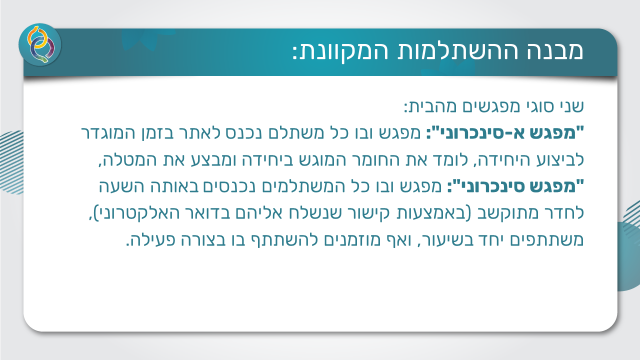 מבנה ההשתלמות המקוונת:
שני סוגי מפגשים מהבית:
"מפגש א-סינכרוני": מפגש ובו כל משתלם נכנס לאתר בזמן המוגדר
לביצוע היחידה, לומד את החומר המוגש ביחידה ומבצע את המטלה,
"מפגש סינכרוני": מפגש ובו כל המשתלמים נכנסים באותה השעה
לחדר מתוקשב (באמצעות קישור שנשלח אליהם בדואר האלקטרוני),
משתתפים יחד בשיעור, ואף מוזמנים להשתתף בו בצורה פעילה.